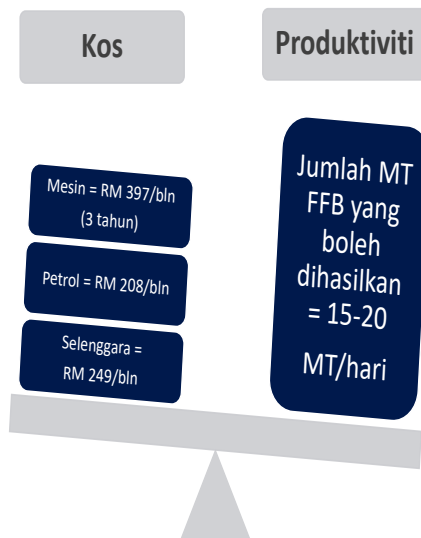 Kos
Produktiviti
Mesin = RM 397/bln
(3 tahun)
Petrol = RM 208/bln
Selenggara =
RM 249/bln
Jumlah MT
FFB yang
boleh
dihasilkan
= 15-20
MT/hari